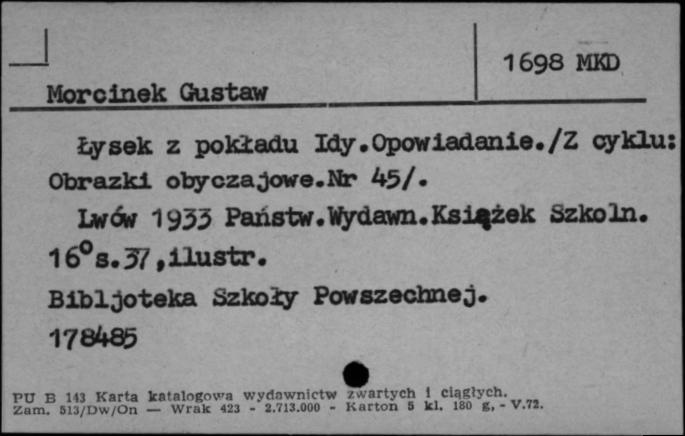 1698 MKD
Morcinek Gustaw
Łysek z pokładu Idy.Opowiadanie./Z cyklu:
Obrazki obyczajowe.Nr 45/.
Lwów 1933 Państw.Wydawn.Książek Szkoln.
16° s.37,ilustr.
Bibljoteka Szkoły Powszechnej.
178485
PU B 143 Karta katalogowa wydawnictw zwartych i ciągłych.
Zam. 513/Dw/On — Wrak 423 - 2.713.000 - Karton 5 kl. 180 g, - V.72.